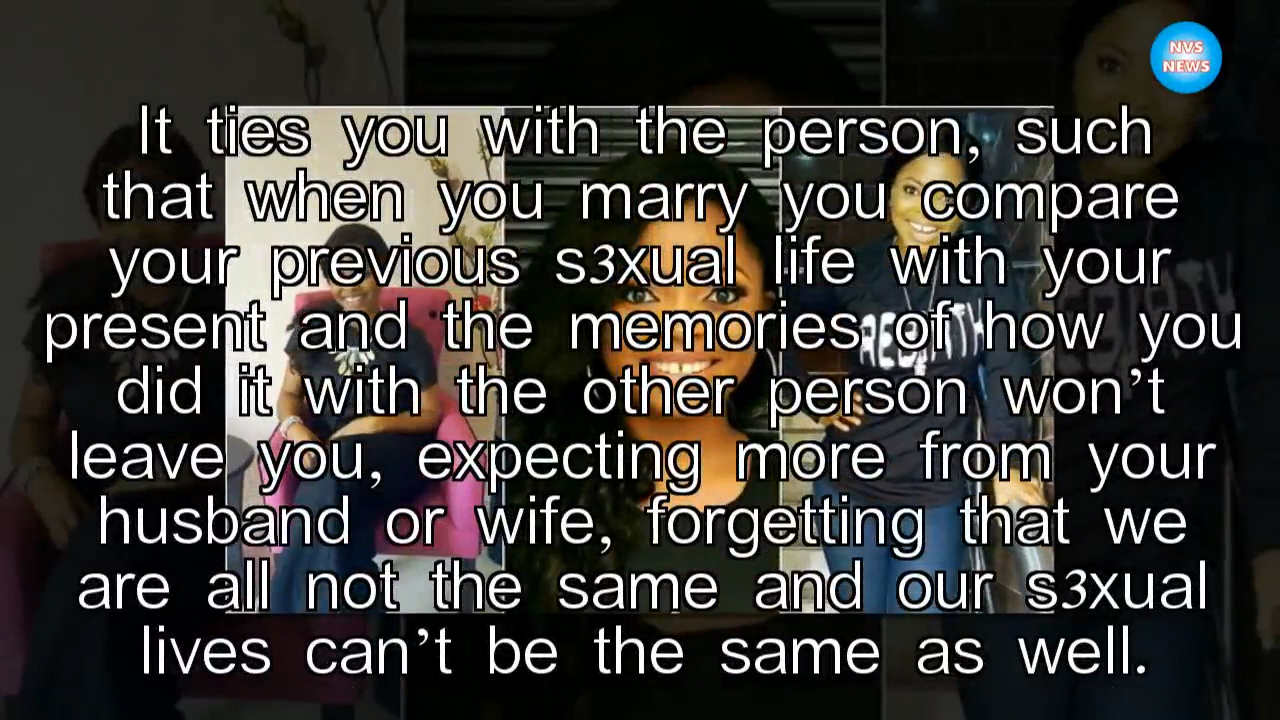 NVS
NEWS
It ties you with the person, such
that when you marry you compare
your previous s3xual life with your
present and the memories of how you
did it with the other person won’t
leave you, expecting more from your
husband or wife, forgetting that we
are all not the same and our s3xual
lives can’t be the same as well.